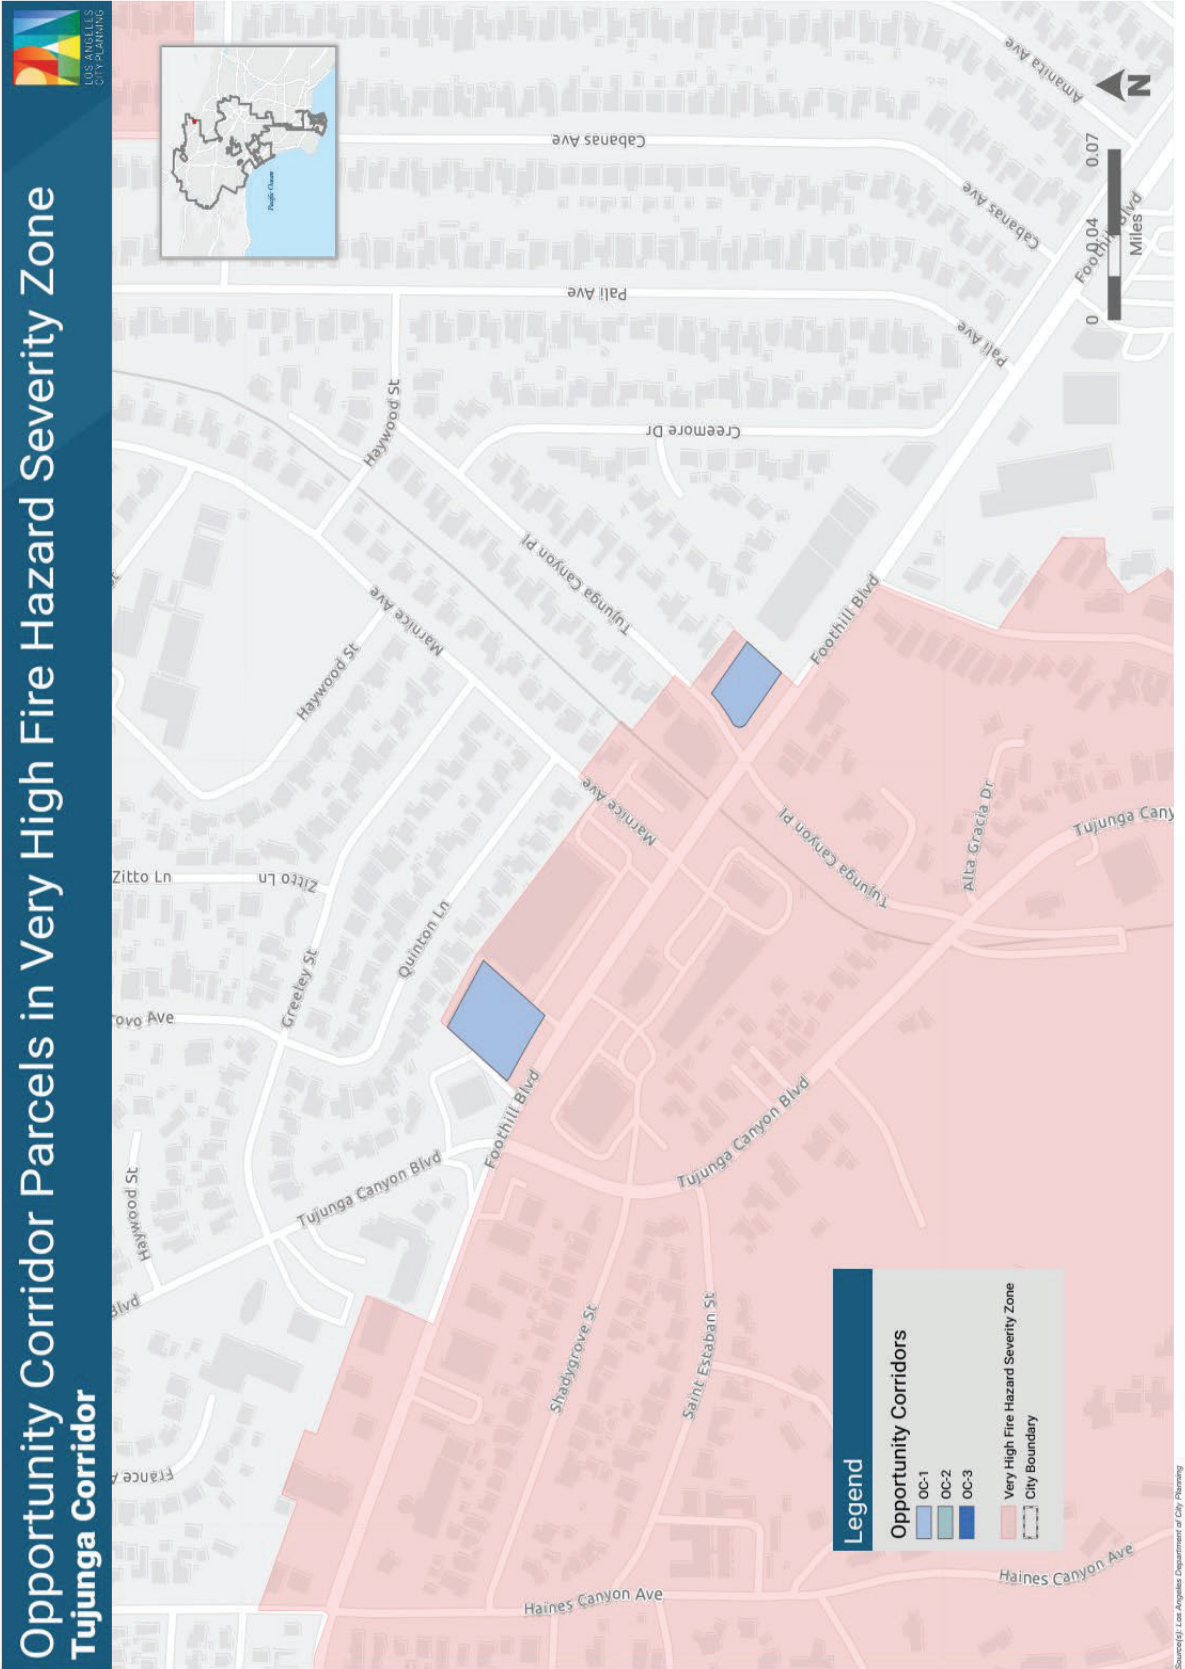 Opportunity Corridor Parcels in Very High Fire Hazard Severity Zone
Tujunga Corridor
LOS ANGELES
CITY PLANNING
Pacific Ocean
Zitto Ln
Zitto Ln
Haywood St
Haywood St
Haywood St
Blvd
France A
ovo Ave
Greeley St
Quinton Ln
Marnice Ave
Marnice Ave
Tujunga Canyon Pl
Tujunga Canyon Pl
Creemore Dr
Pali Ave
Pali Ave
Cabanas Ave
Cabanas Ave
Amanita Ave
Tujunga Canyon Blvd
Tujunga Canyon Blvd
Foothill Blvd
Foothill Blvd
Foothill Blvd
Alta Gracia Dr
Tujunga Cany
Shadygrove St
Saint Estaban St
Haines Canyon Ave
Haines Canyon Ave
N
0 0.04 0.07
Miles
Legend
Opportunity Corridors
OC-1
OC-2
OC-3
Very High Fire Hazard Severity Zone
City Boundary
Source(s): Los Angeles Department of City Planning